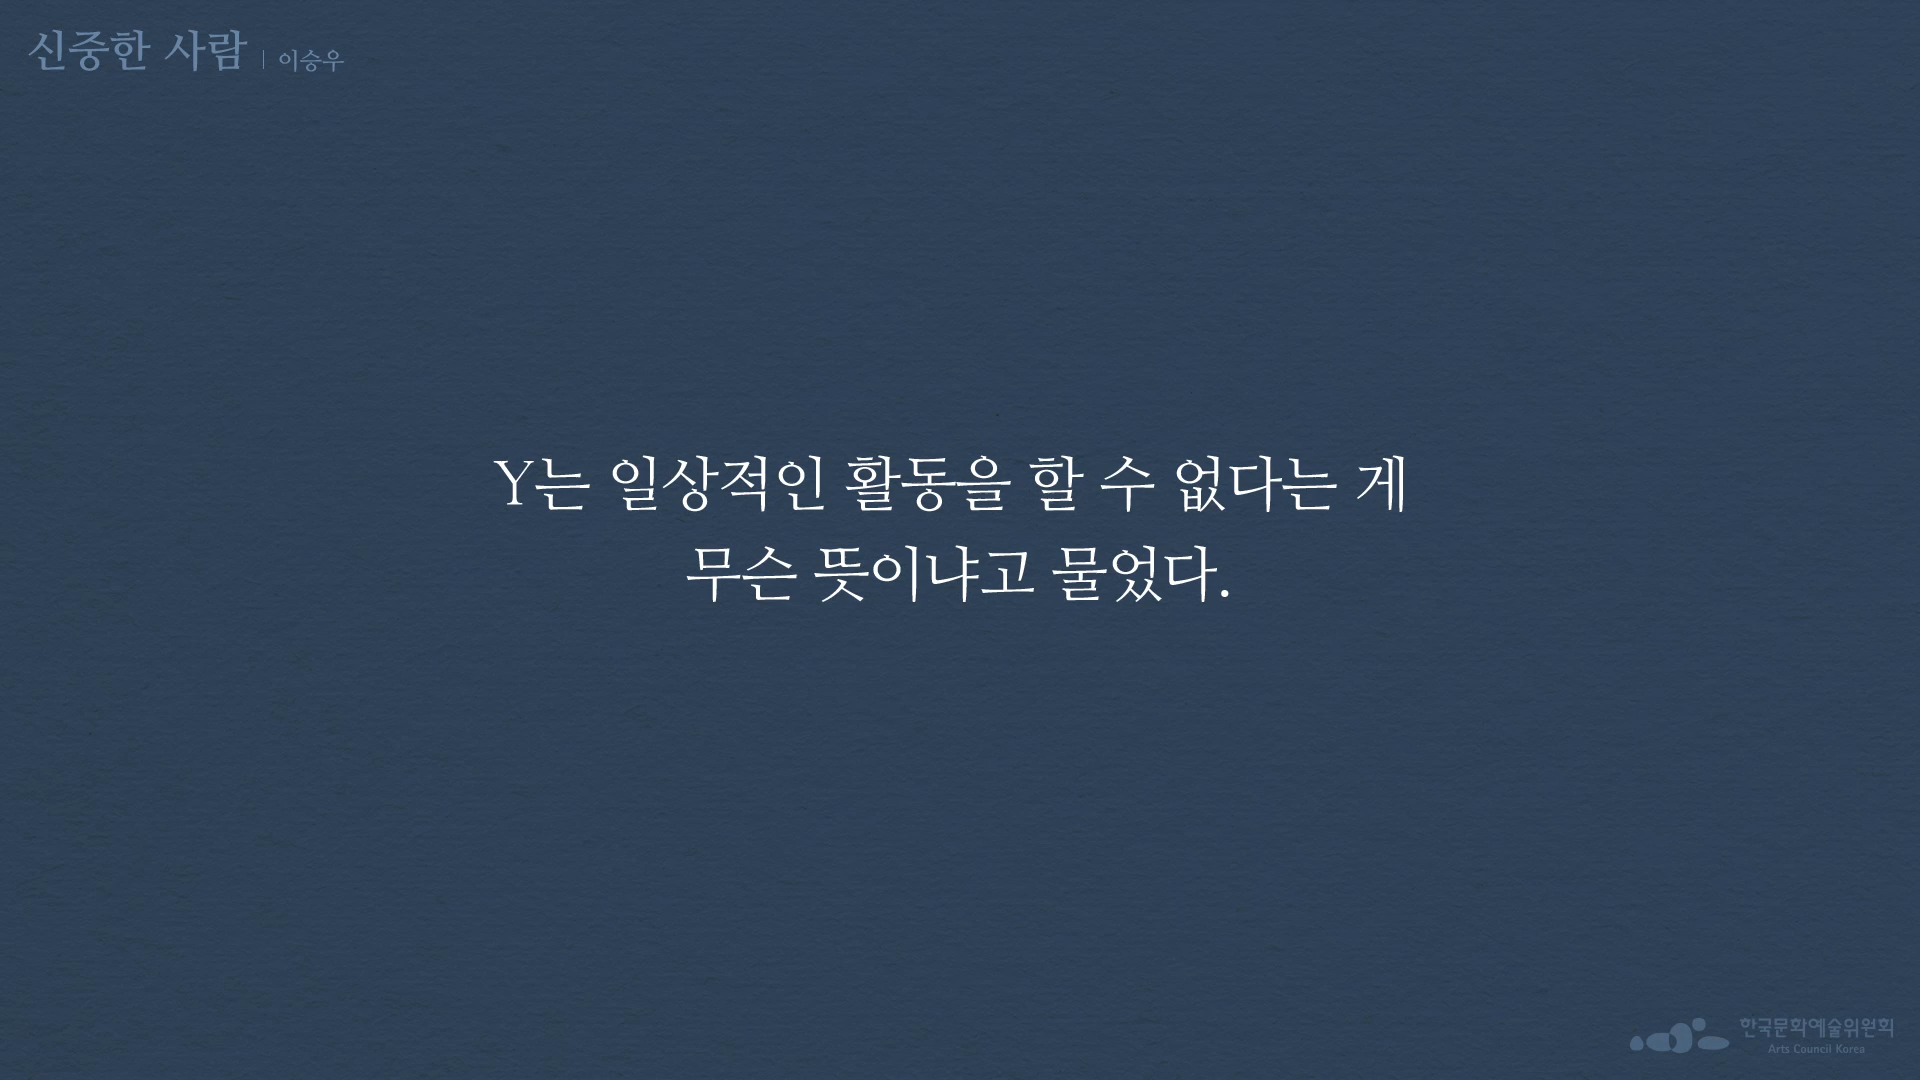 신중한 사람 | 이승우
Y는 일상적인 활동을 할 수 없다는 게
무슨 뜻이냐고 물었다.
한국문화예술위원회
Arts Council Korea